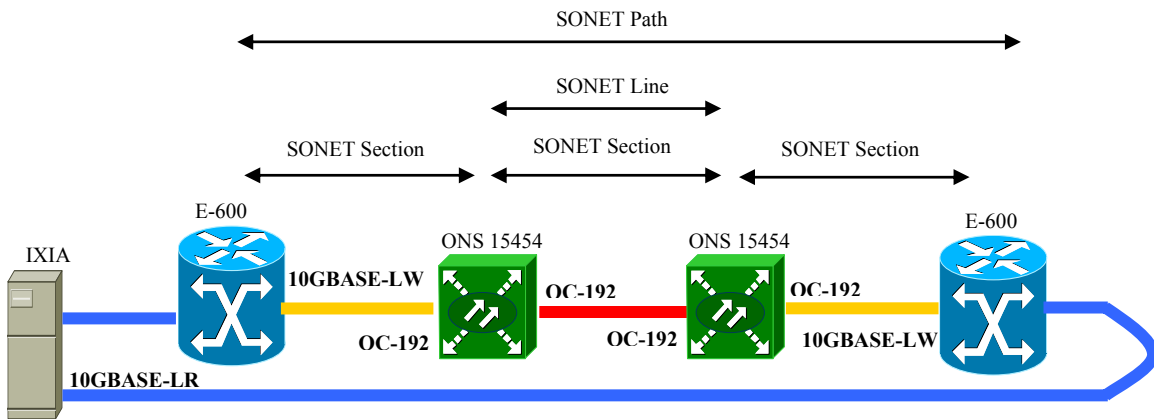 SONET Path
SONET Line
SONET Section
SONET Section
SONET Section
E-600
E-600
IXIA
ONS 15454
ONS 15454
10GBASE-LW
OC-192
OC-192
OC-192
OC-192
10GBASE-LW
10GBASE-LR